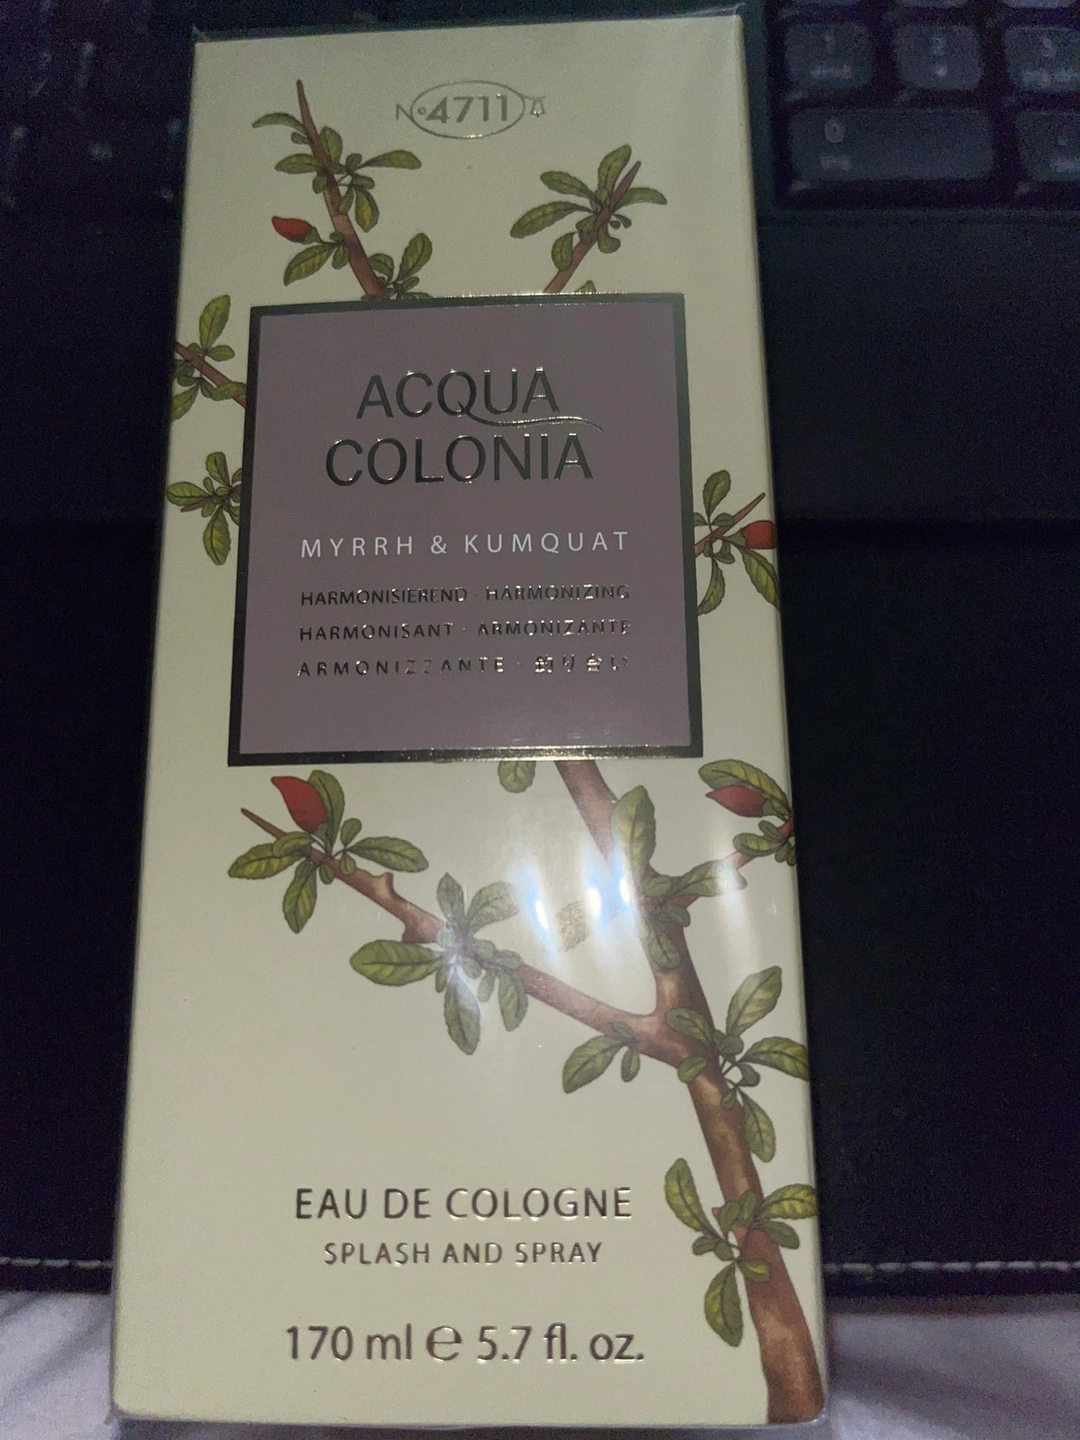 Nº4711
ACQUA
COLONIA
MYRRH & KUMQUAT
HARMONISIEREND · HARMONIZING
HARMONISANT · ARMONIZANTE
ARMONIZZANTE ·
EAU DE COLOGNE
SPLASH AND SPRAY
170 ml ℮ 5.7 fl. oz.